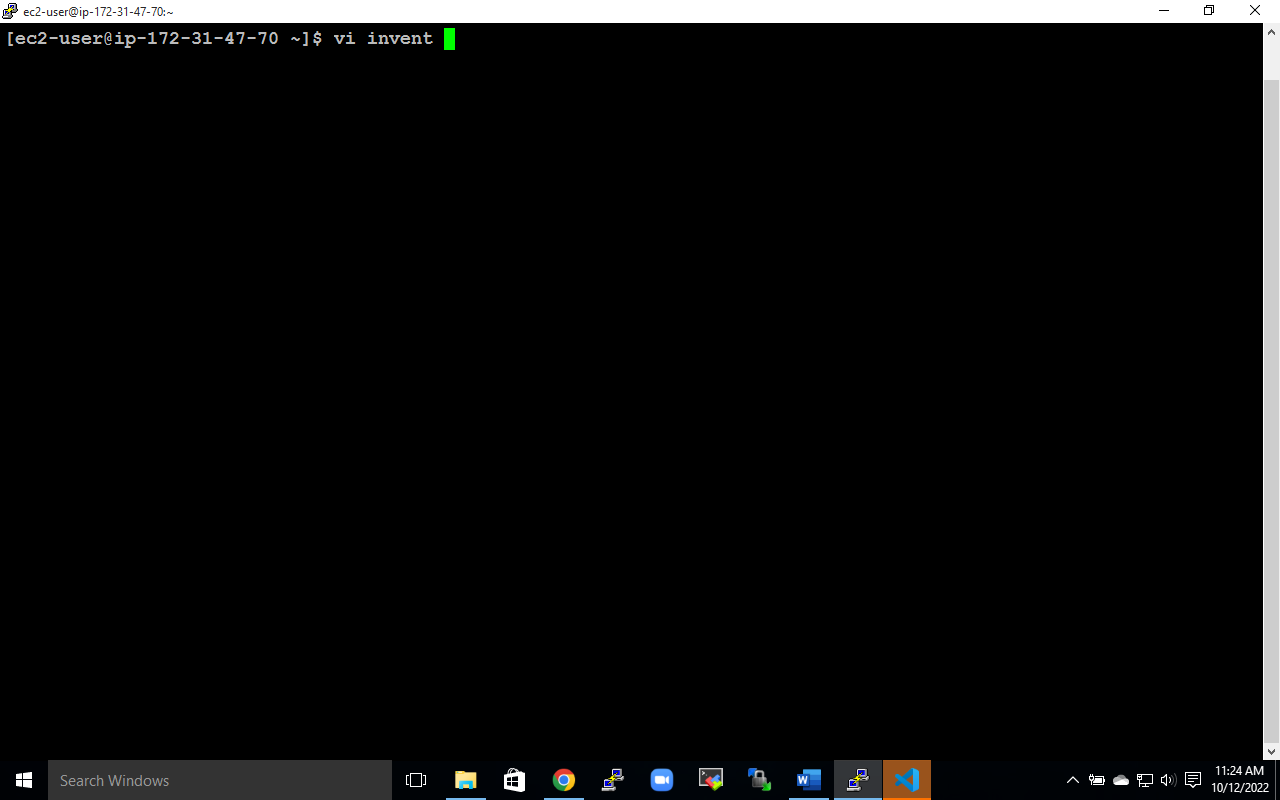 ec2-user@ip-172-31-47-70:~
[ec2-user@ip-172-31-47-70 ~]$ vi invent
Search Windows
11:24 AM
10/12/2022